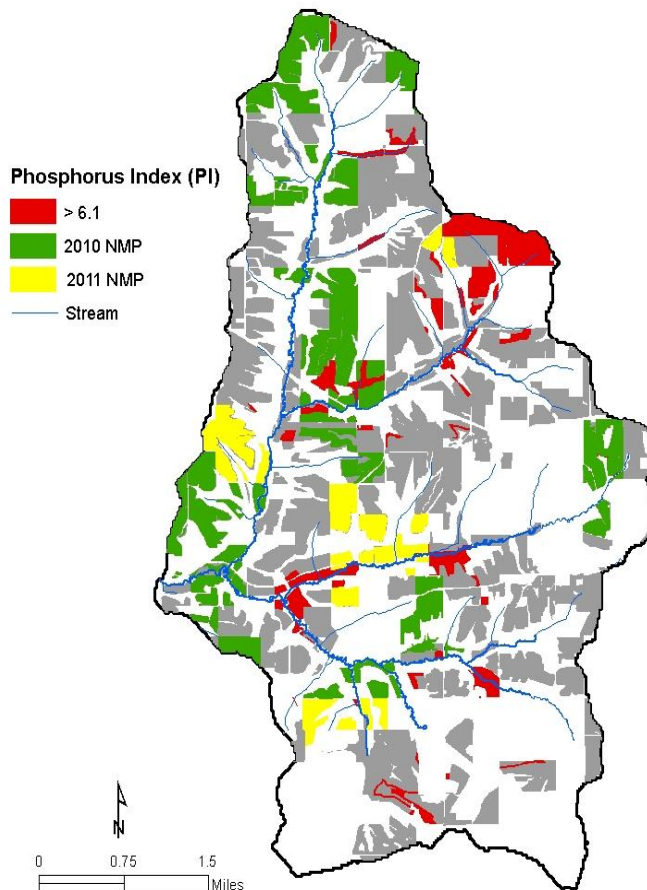 Phosphorus Index (PI)
> 6.1
2010 NMP
2011 NMP
Stream
N
0 0.75 1.5
Miles